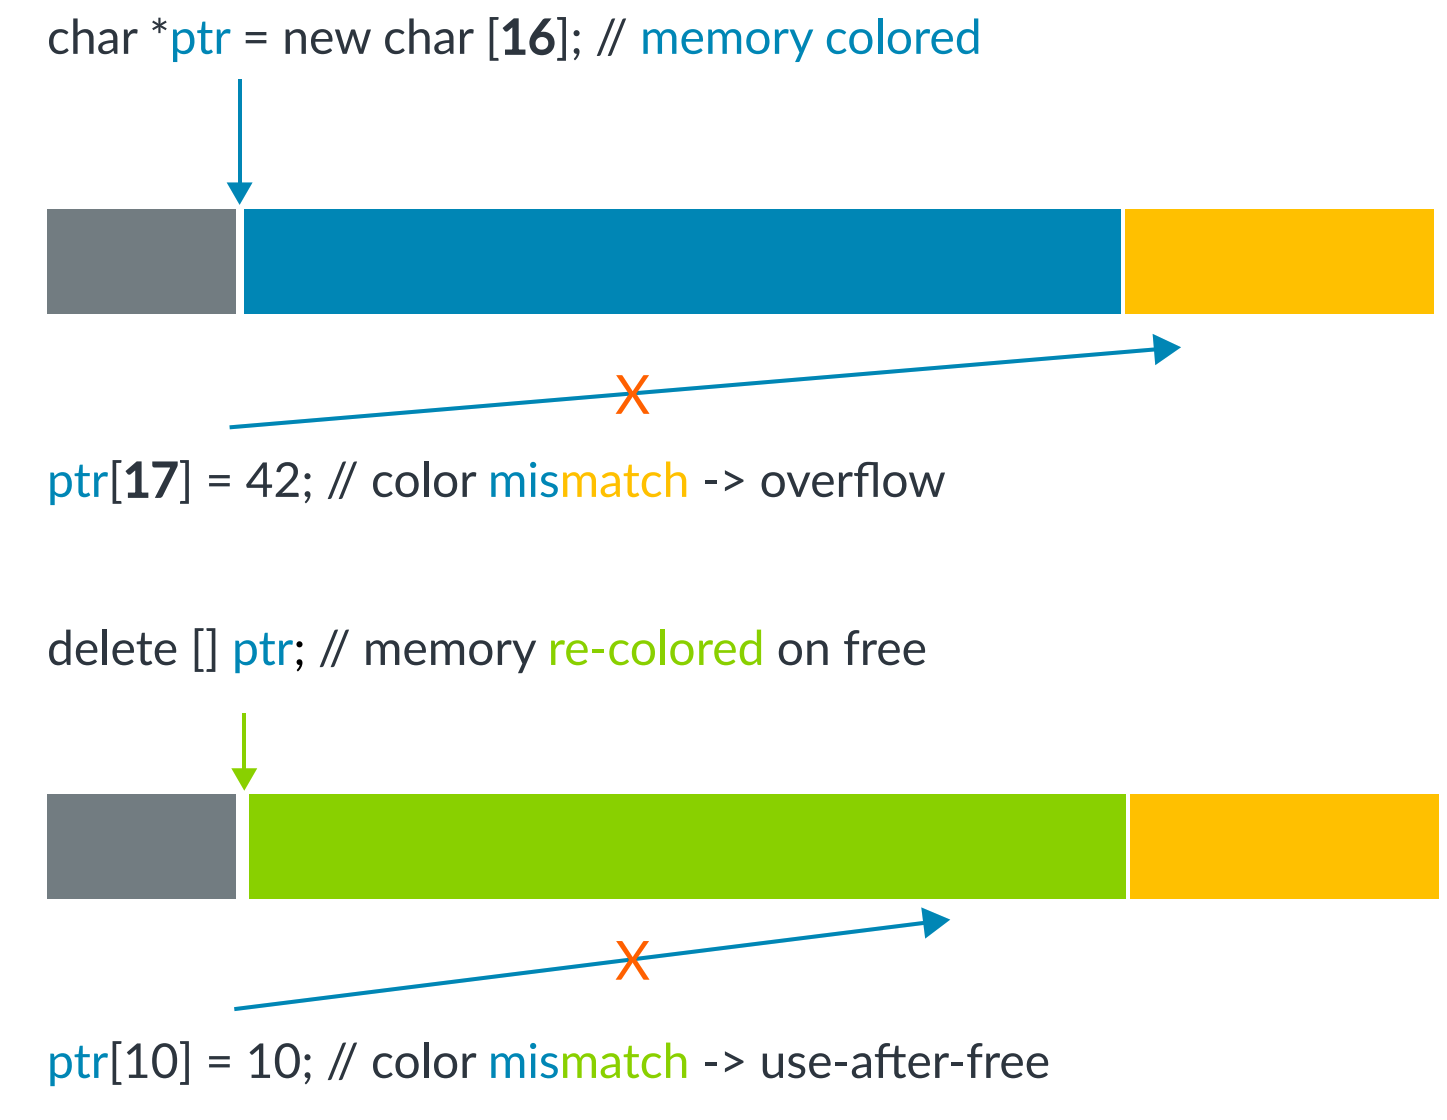 char *ptr = new char [16]; // memory colored
X
ptr[17] = 42; // color mismatch -> overflow
delete [] ptr; // memory re-colored on free
X
ptr[10] = 10; // color mismatch -> use-after-free